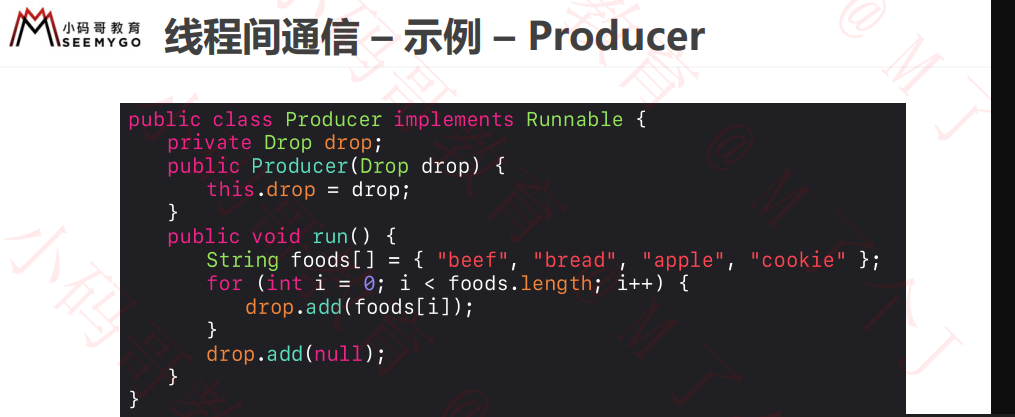 小码哥教育
SEEMYGO
线程间通信 – 示例 – Producer
public class Producer implements Runnable {
    private Drop drop;
    public Producer(Drop drop) {
        this.drop = drop;
    }
    public void run() {
        String foods[] = { "beef", "bread", "apple", "cookie" };
        for (int i = 0; i < foods.length; i++) {
            drop.add(foods[i]);
        }
        drop.add(null);
    }
}